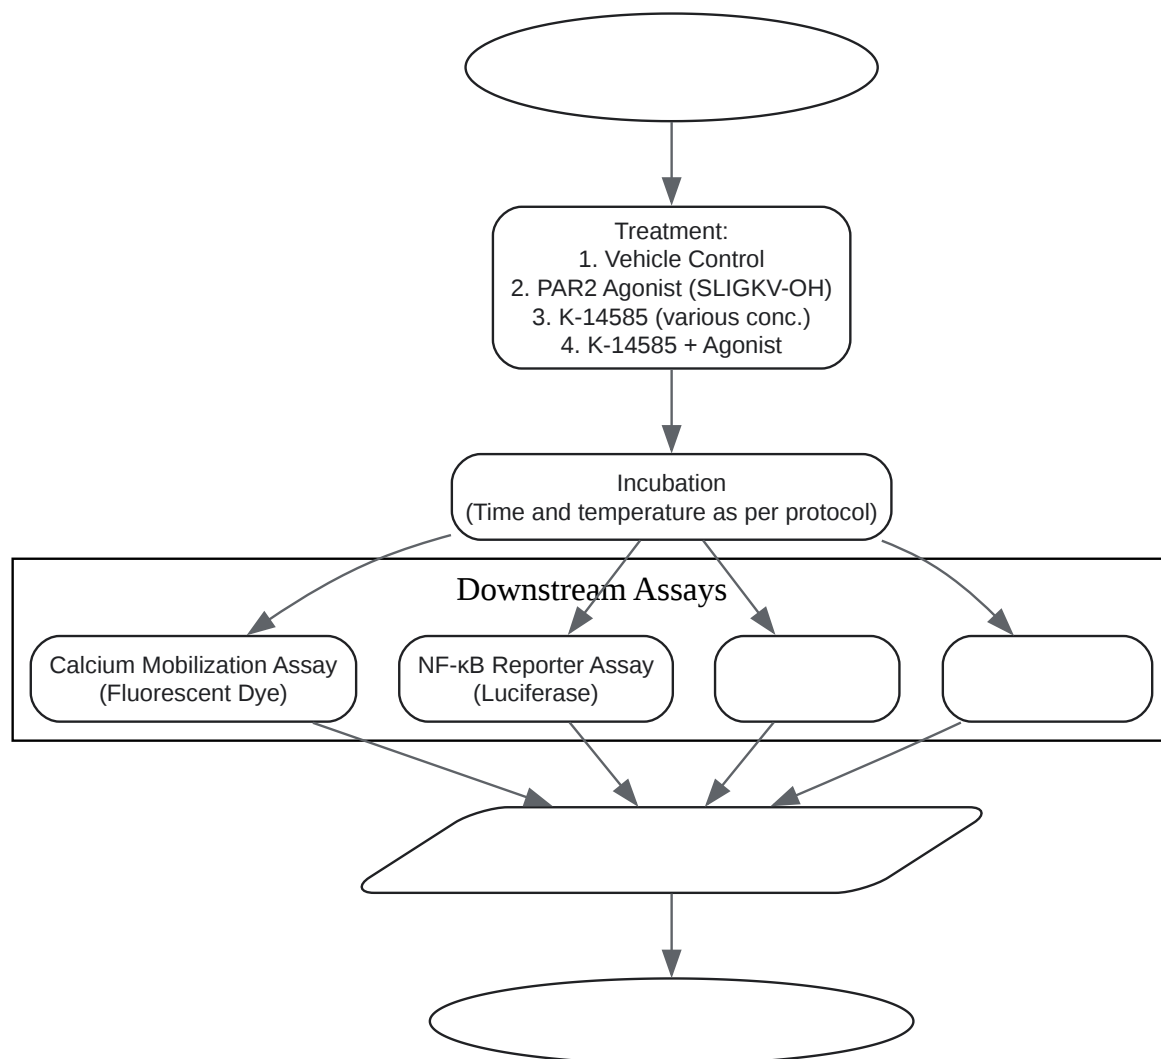 Treatment:
1. Vehicle Control
2. PAR2 Agonist (SLIGKV-OH)
3. K-14585 (various conc.)
4. K-14585 + Agonist
Incubation
(Time and temperature as per protocol)
Downstream Assays
Calcium Mobilization Assay
(Fluorescent Dye)
NF-κB Reporter Assay
(Luciferase)